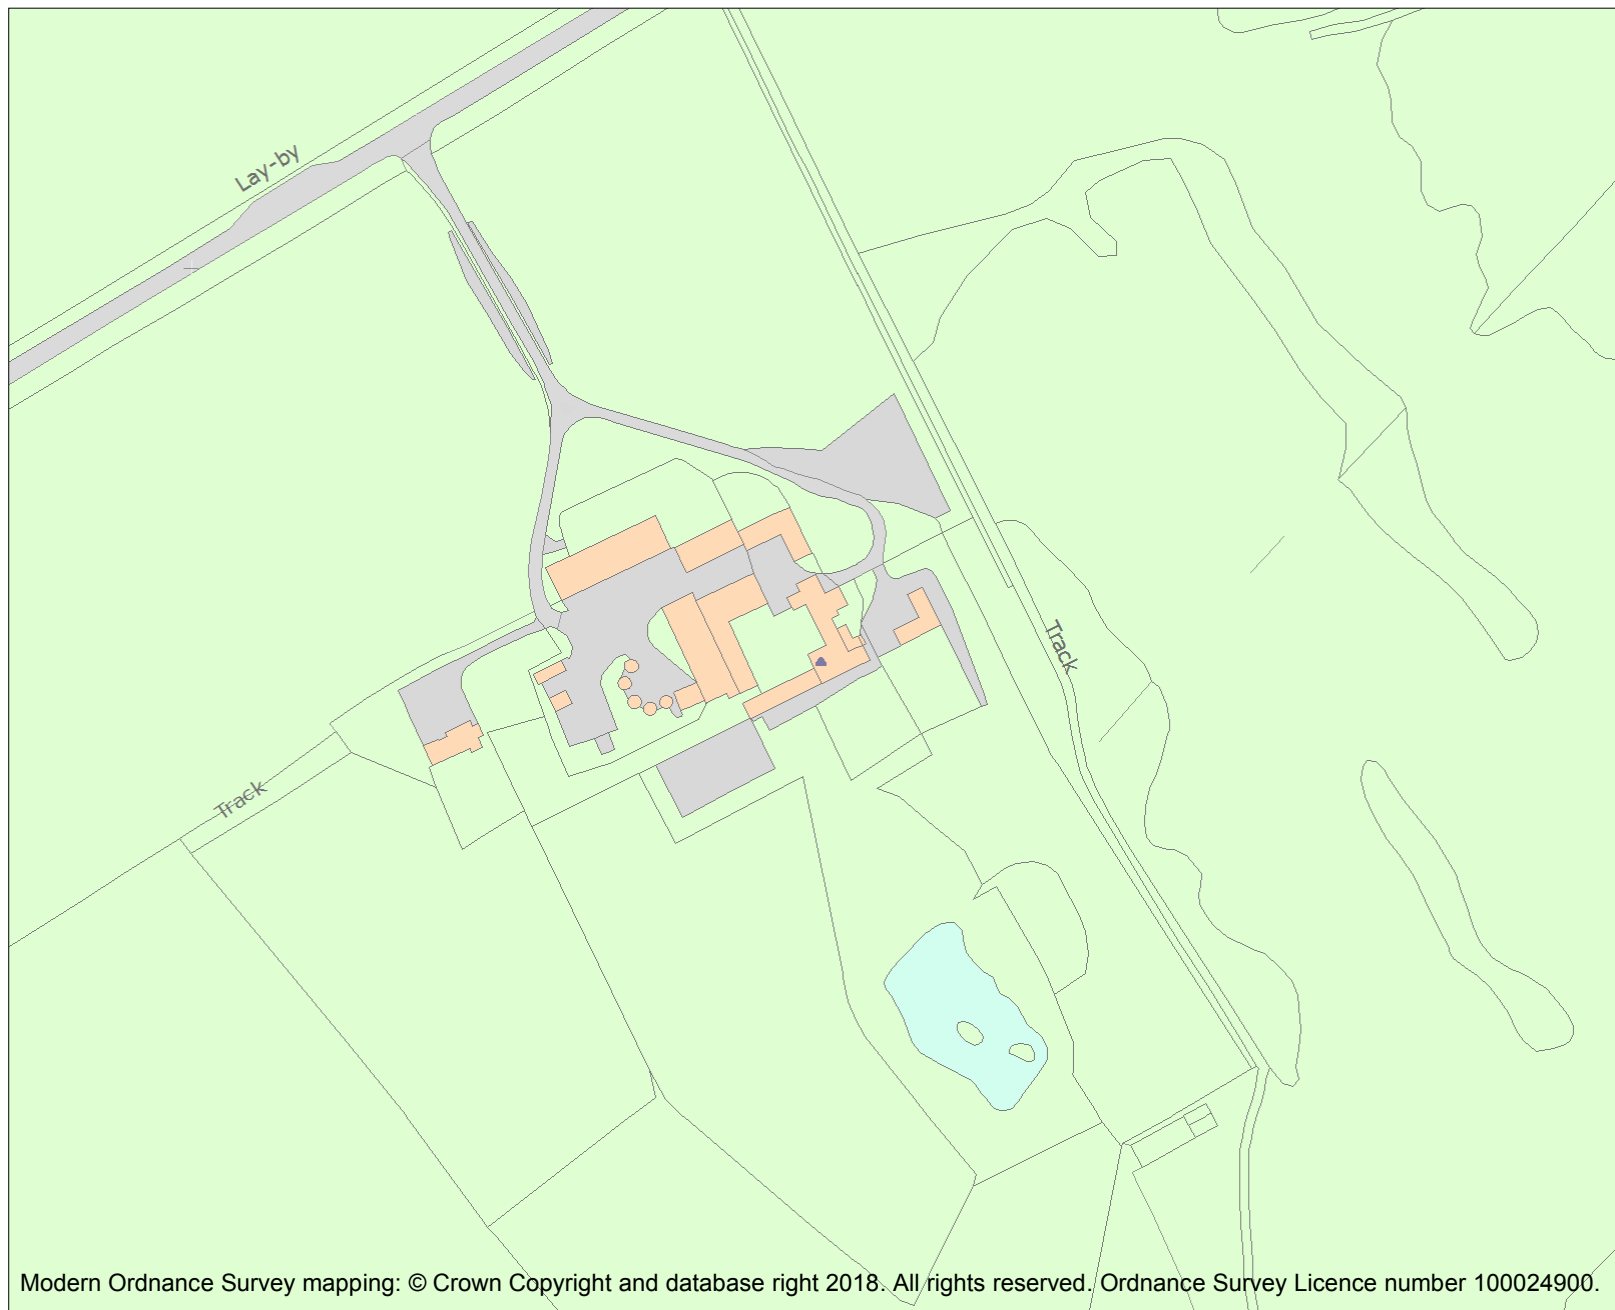 Lay-by
Track
Track
Modern Ordnance Survey mapping: © Crown Copyright and database right 2018. All rights reserved. Ordnance Survey Licence number 100024900.